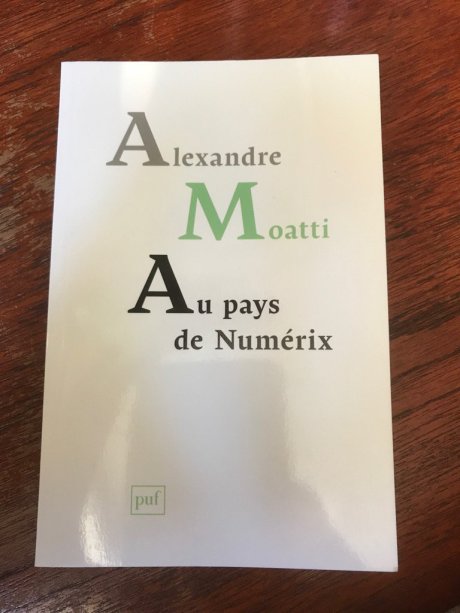 Alexandre
Moatti
Au pays
de Numérix
puf